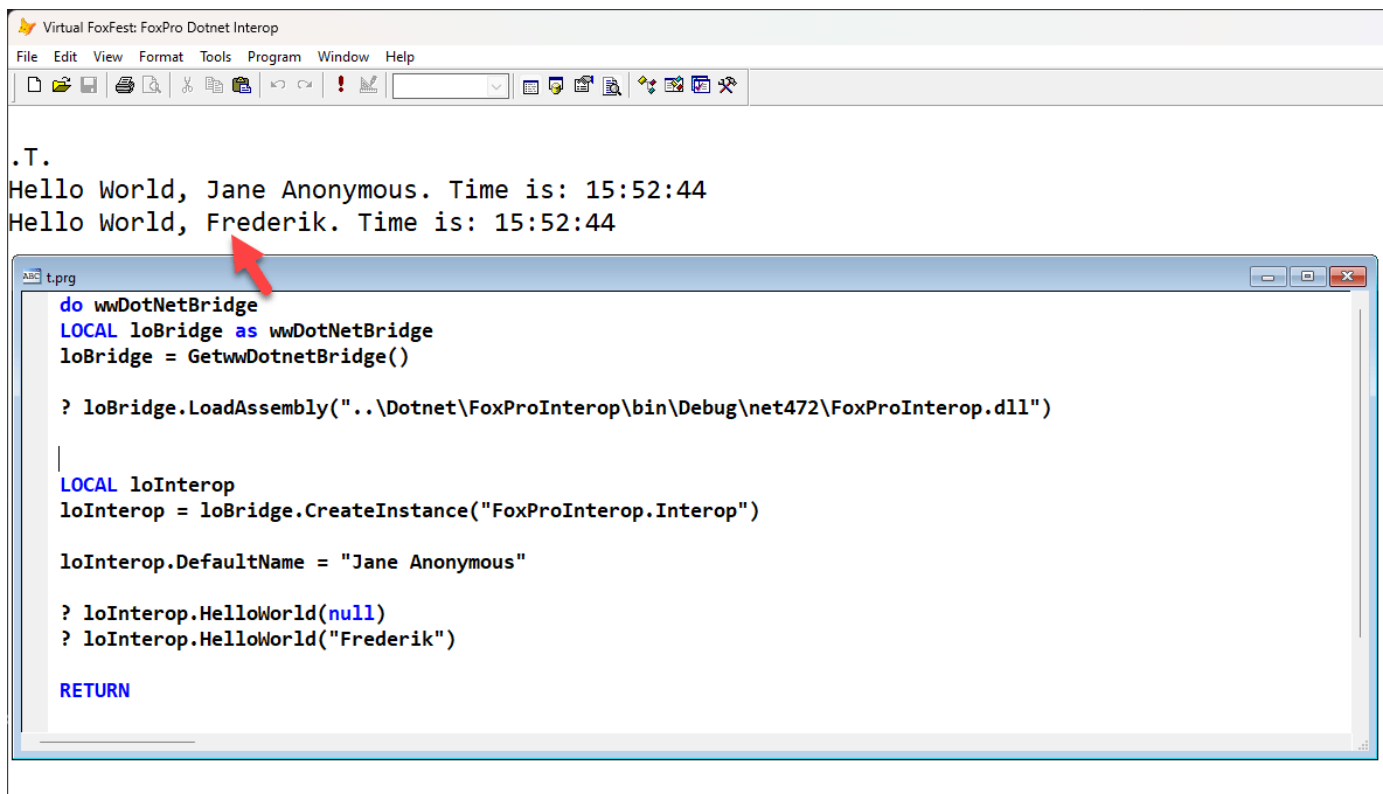 Virtual FoxFest: FoxPro Dotnet Interop
File Edit View Format Tools Program Window Help
.T.
Hello World, Jane Anonymous. Time is: 15:52:44
Hello World, Frederik. Time is: 15:52:44
ABC t.prg
do wwDotNetBridge
LOCAL loBridge as wwDotNetBridge
loBridge = GetwwDotnetBridge()
? loBridge.LoadAssembly("..\Dotnet\FoxProInterop\bin\Debug\net472\FoxProInterop.dll")
LOCAL loInterop
loInterop = loBridge.CreateInstance("FoxProInterop.Interop")
loInterop.DefaultName = "Jane Anonymous"
? loInterop.HelloWorld(null)
? loInterop.HelloWorld("Frederik")
RETURN